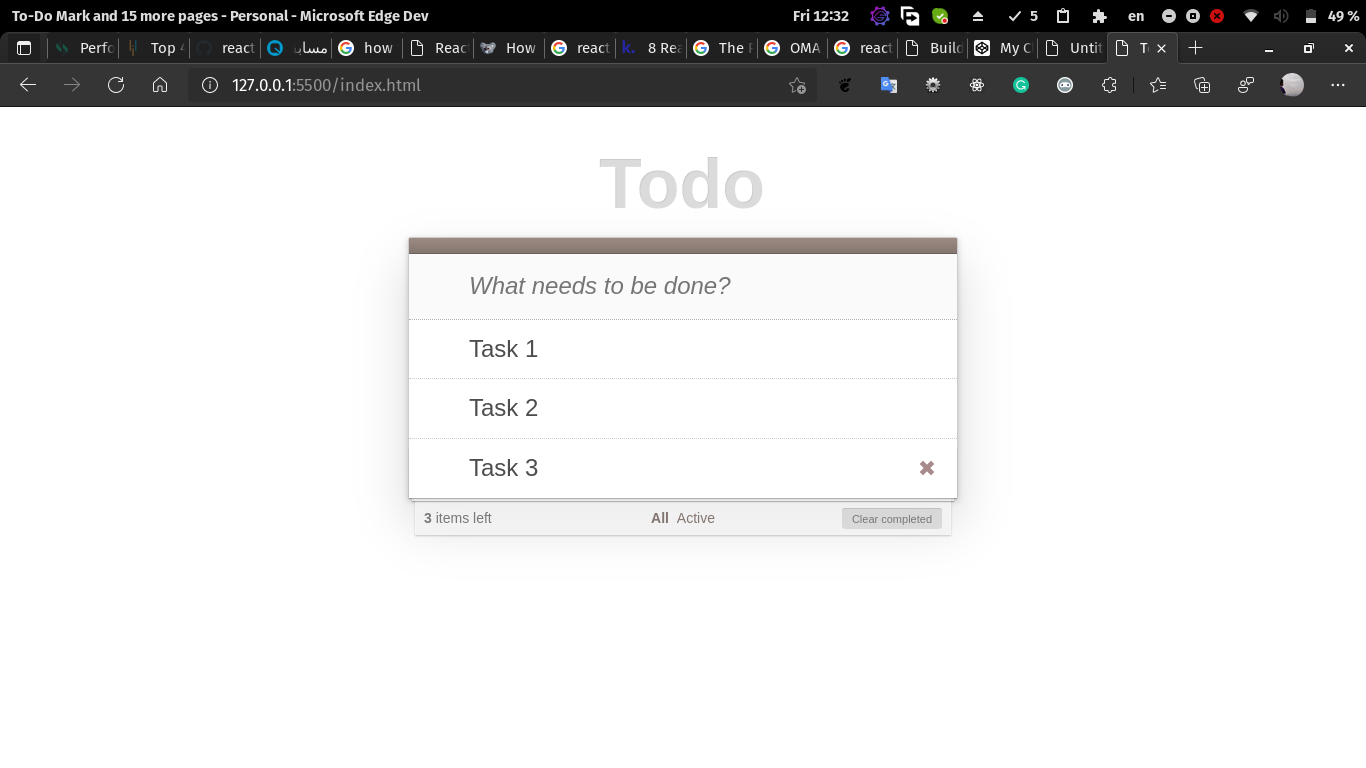 To-Do Mark and 15 more pages - Personal - Microsoft Edge Dev Fri 12:32 5 en 49 %
Perfo Top 4 react مساب how Reac How react 8 Rea The OMA react Build My C Untit T
127.0.0.1:5500/index.html
Todo
What needs to be done?
Task 1
Task 2
Task 3
3 items left All Active Clear completed